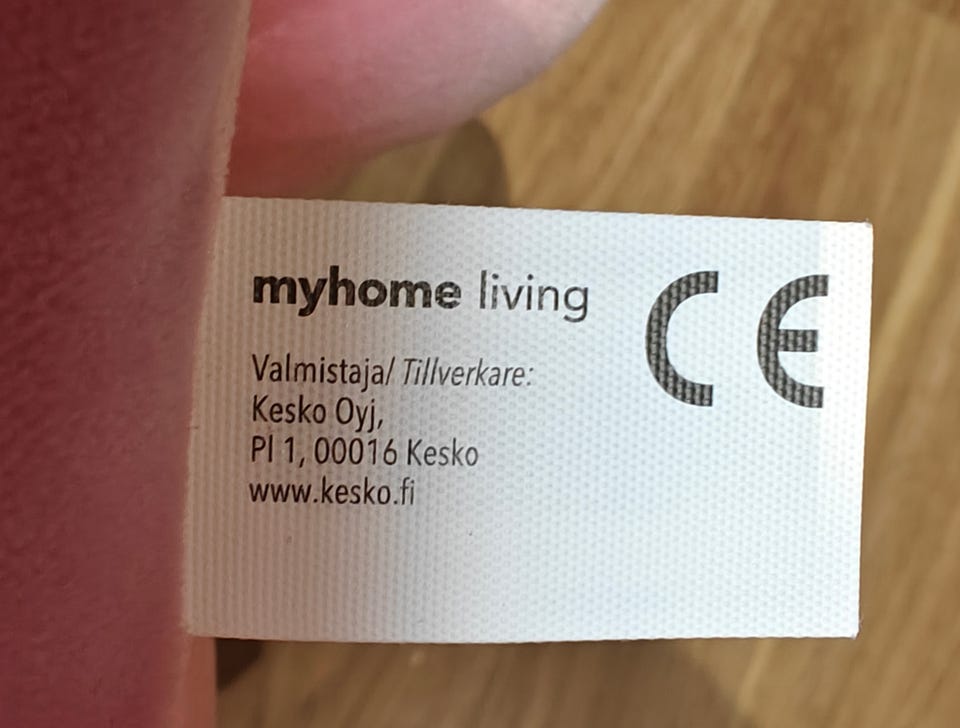 myhome living
CE
Valmistaja/ Tillverkare:
Kesko Oyj,
Pl 1, 00016 Kesko
www.kesko.fi